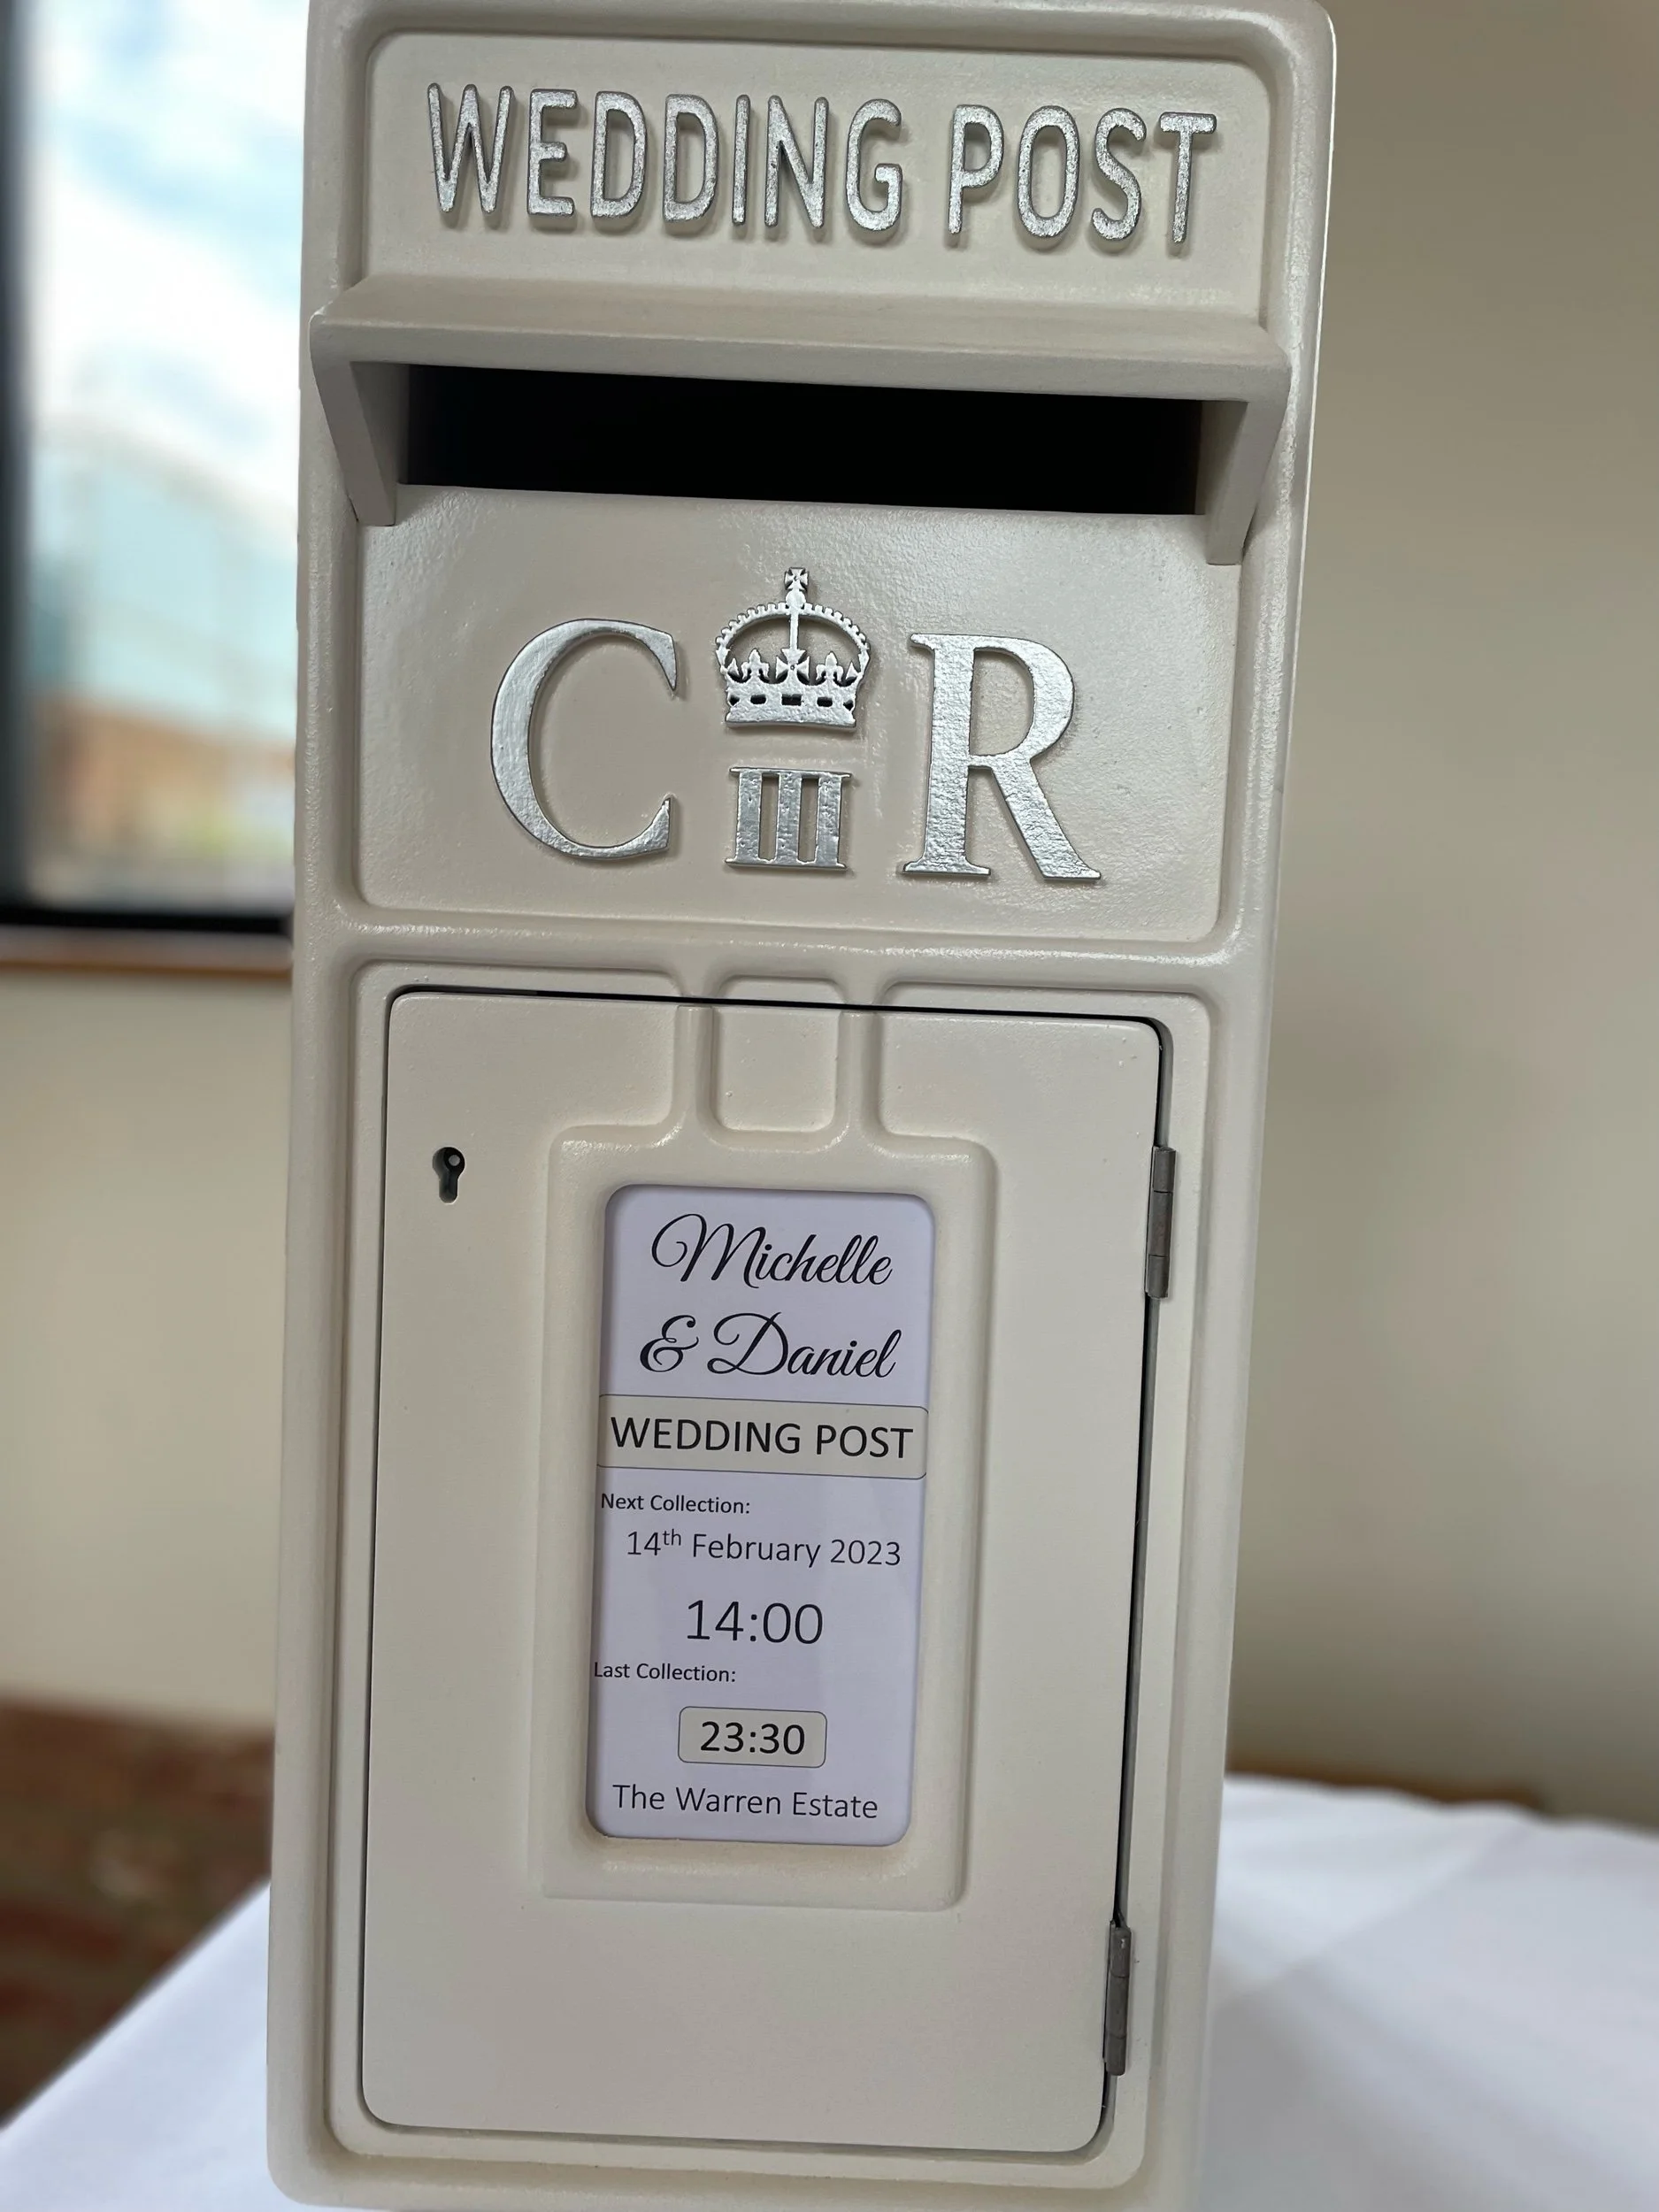 WEDDING POST
C III R
Michelle
& Daniel
WEDDING POST
Next Collection:
14th February 2023
14:00
Last Collection:
23:30
The Warren Estate